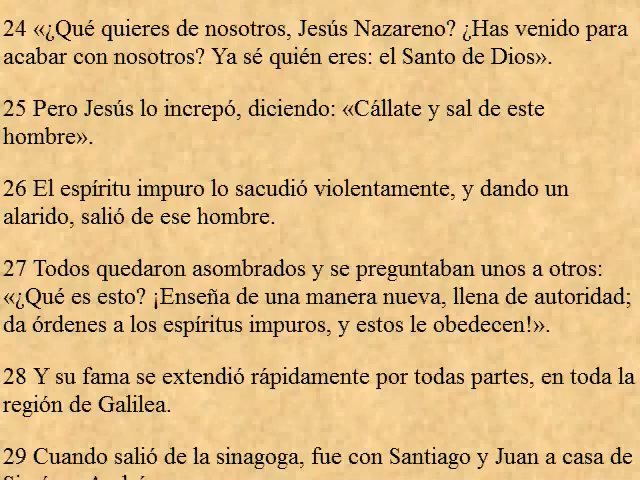 24 «¿Qué quieres de nosotros, Jesús Nazareno? ¿Has venido para
acabar con nosotros? Ya sé quién eres: el Santo de Dios».
25 Pero Jesús lo increpó, diciendo: «Cállate y sal de este
hombre».
26 El espíritu impuro lo sacudió violentamente, y dando un
alarido, salió de ese hombre.
27 Todos quedaron asombrados y se preguntaban unos a otros:
«¿Qué es esto? ¡Enseña de una manera nueva, llena de autoridad;
da órdenes a los espíritus impuros, y estos le obedecen!».
28 Y su fama se extendió rápidamente por todas partes, en toda la
región de Galilea.
29 Cuando salió de la sinagoga, fue con Santiago y Juan a casa de